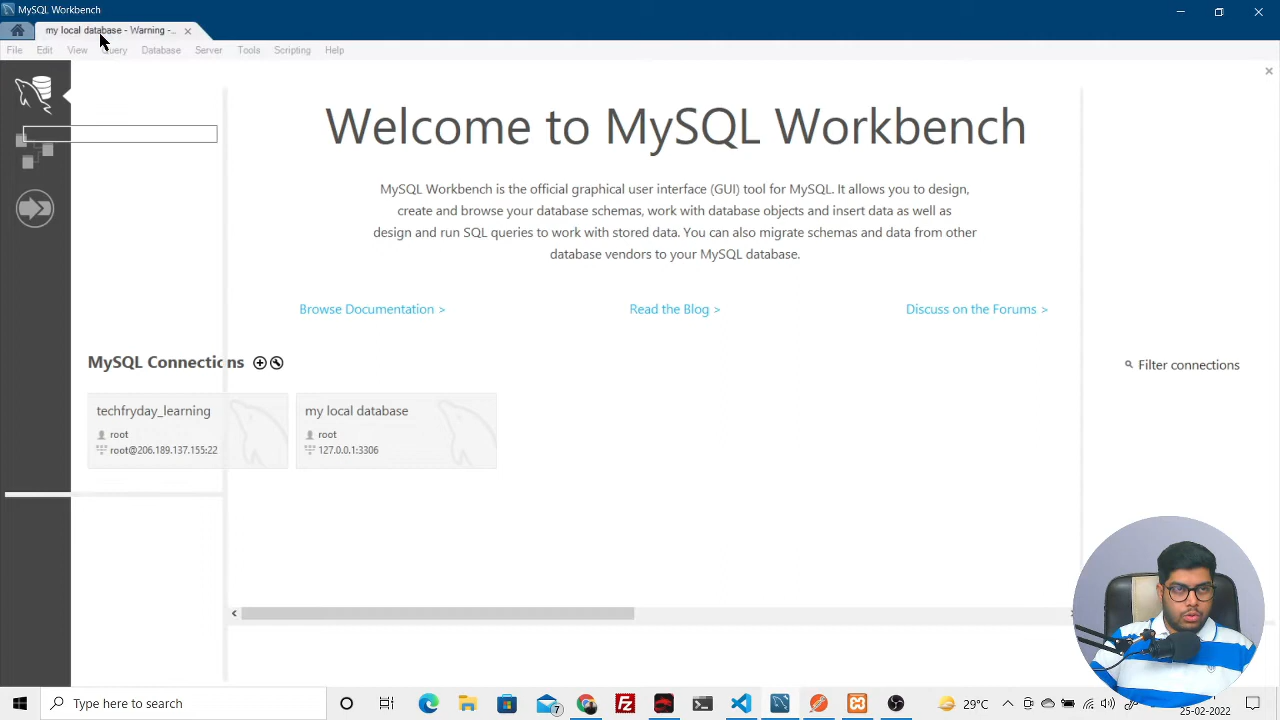 MySQL Workbench
my local database - Warning -...
File Edit View Query Database Server Tools Scripting Help
Welcome to MySQL Workbench
MySQL Workbench is the official graphical user interface (GUI) tool for MySQL. It allows you to design,
create and browse your database schemas, work with database objects and insert data as well as
design and run SQL queries to work with stored data. You can also migrate schemas and data from other
database vendors to your MySQL database.
Browse Documentation > Read the Blog > Discuss on the Forums >
MySQL Connections
Filter connections
techfryday_learning
root
root@206.189.137.155:22
my local database
root
127.0.0.1:3306
Type here to search
7
29°C
25-02-2022